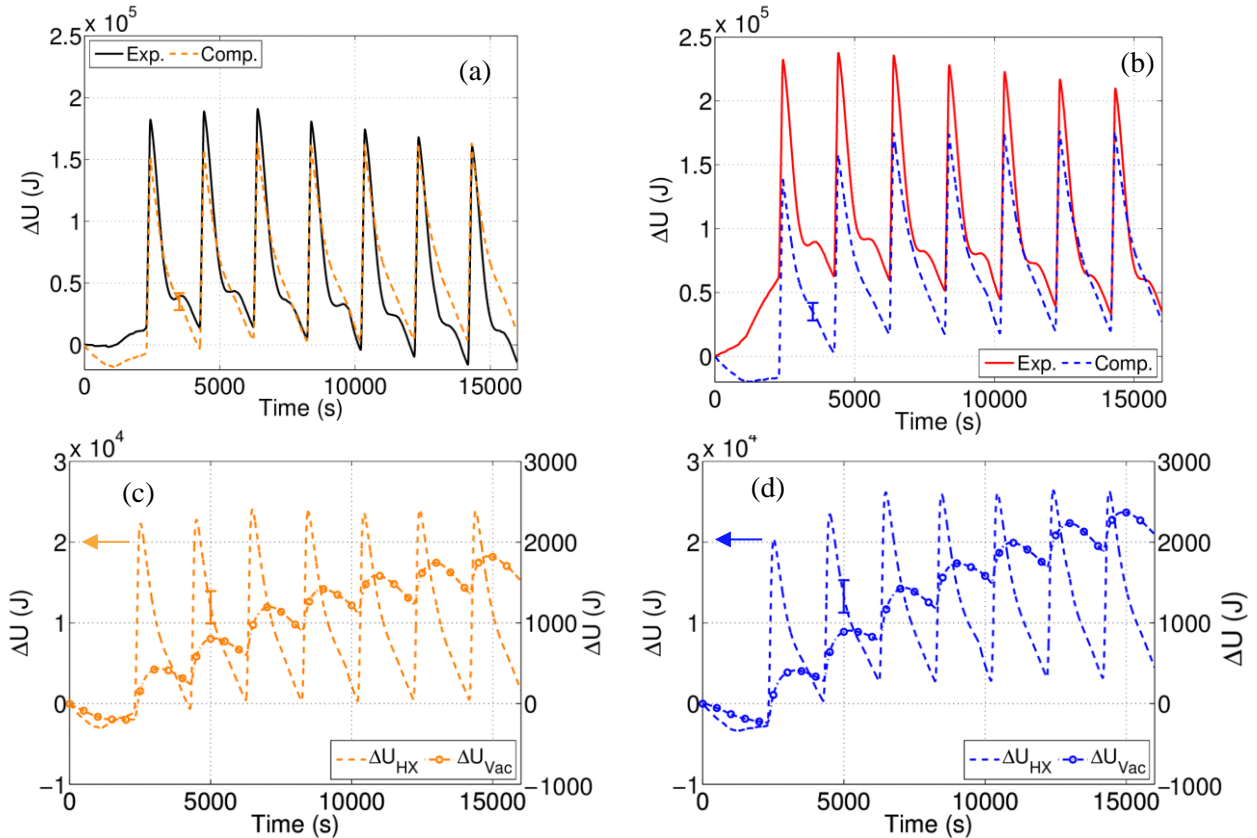 x 10^5
2.5
2
1.5
1
0.5
0
ΔU (J)
Exp. Comp.
(a)
0 5000 10000 15000
Time (s)
x 10^5
2.5
2
1.5
1
0.5
0
ΔU (J)
(b)
Exp. Comp.
0 5000 10000 15000
Time (s)
x 10^4
3
2
1
0
−1
ΔU (J)
(c)
3000
2000
1000
0
−1000
ΔU (J)
ΔU_HX ΔU_Vac
0 5000 10000 15000
Time (s)
x 10^4
3
2
1
0
−1
ΔU (J)
(d)
3000
2000
1000
0
−1000
ΔU (J)
ΔU_HX ΔU_Vac
0 5000 10000 15000
Time (s)